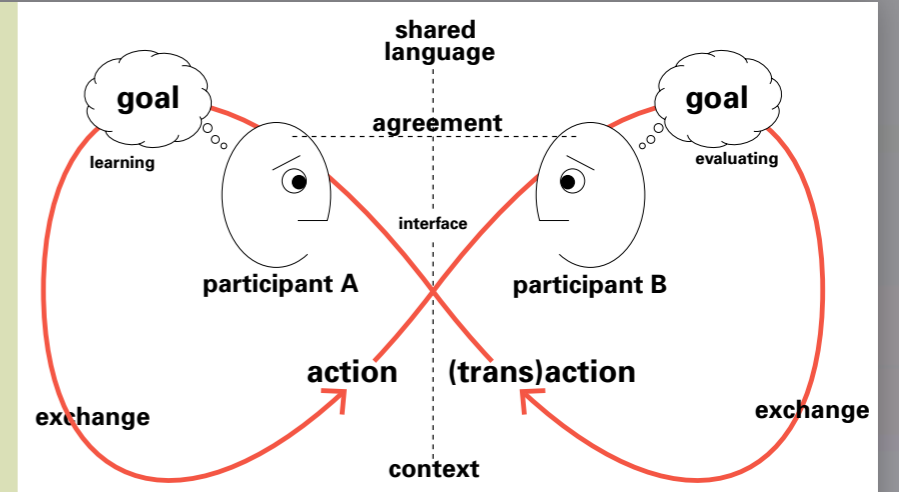 shared
language
goal
goal
agreement
learning
evaluating
interface
participant A
participant B
action
(trans)action
exchange
exchange
context